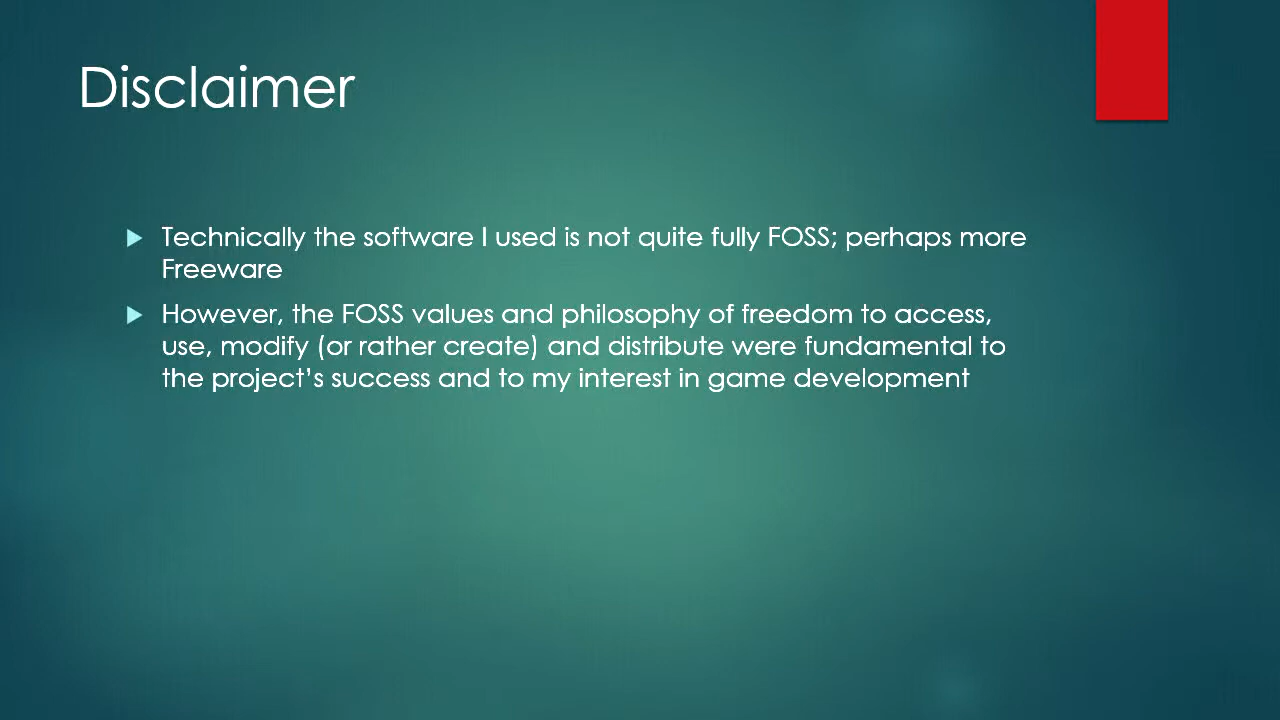 Disclaimer
Technically the software I used is not quite fully FOSS; perhaps more
Freeware
However, the FOSS values and philosophy of freedom to access,
use, modify (or rather create) and distribute were fundamental to
the project’s success and to my interest in game development